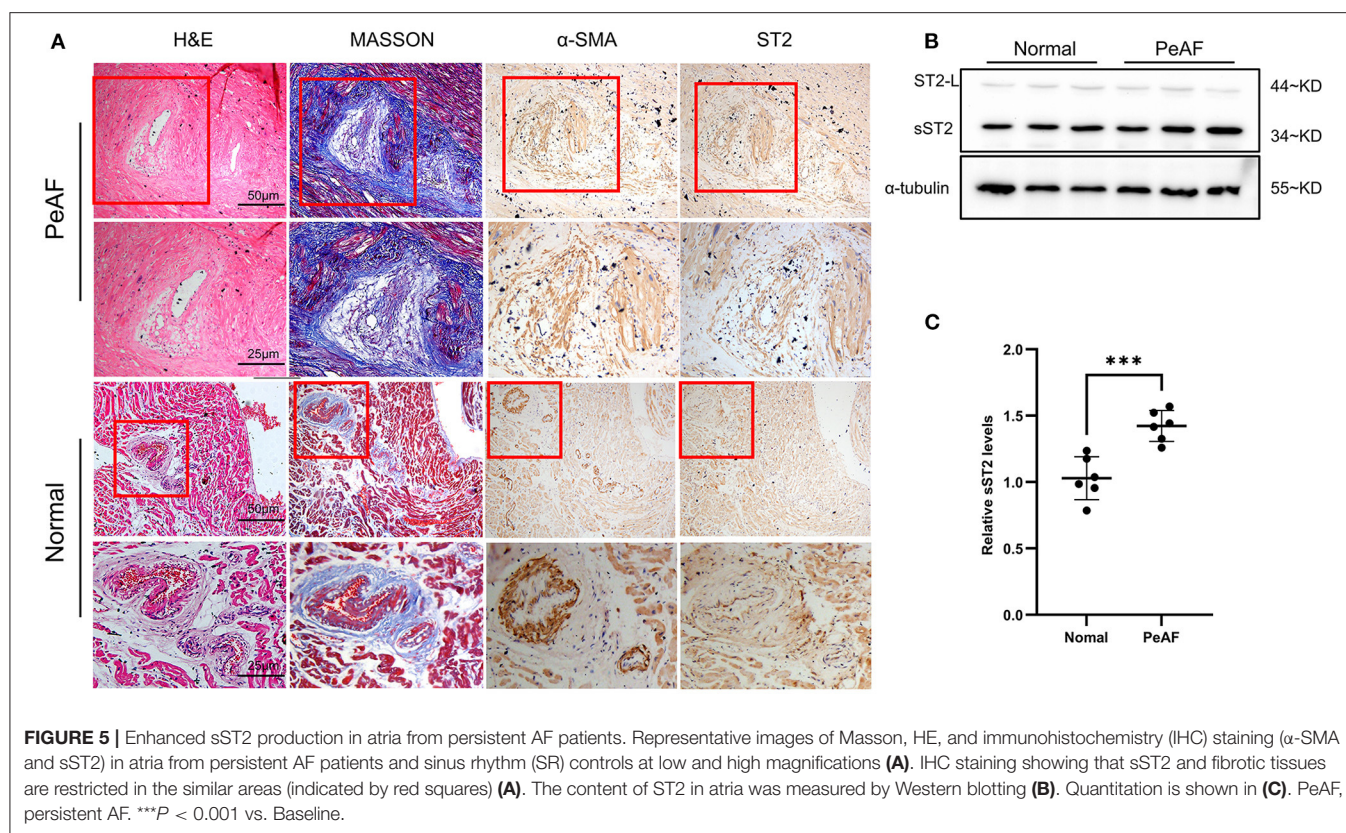 A
H&E
MASSON
α-SMA
ST2
PeAF
50μm
25μm
Normal
50μm
25μm
B
Normal
PeAF
ST2-L
44~KD
sST2
34~KD
α-tubulin
55~KD
C
2.0
***
1.5
1.0
0.5
0.0
Relative sST2 levels
Nomal
PeAF
FIGURE 5 | Enhanced sST2 production in atria from persistent AF patients. Representative images of Masson, HE, and immunohistochemistry (IHC) staining (α-SMA
and sST2) in atria from persistent AF patients and sinus rhythm (SR) controls at low and high magnifications (A). IHC staining showing that sST2 and fibrotic tissues
are restricted in the similar areas (indicated by red squares) (A). The content of ST2 in atria was measured by Western blotting (B). Quantitation is shown in (C). PeAF,
persistent AF. ***P < 0.001 vs. Baseline.